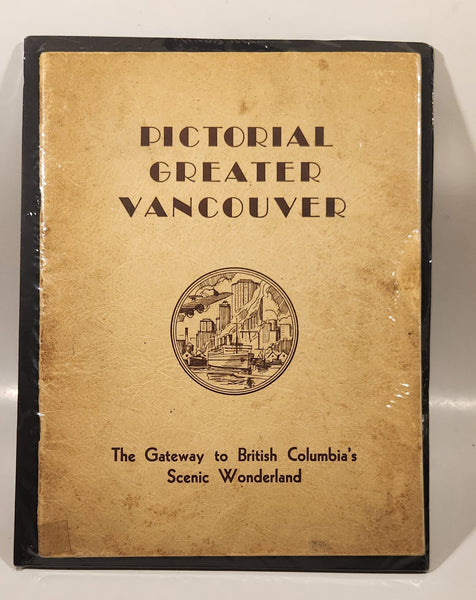 PICTORIAL
GREATER
VANCOUVER
The Gateway to British Columbia's
Scenic Wonderland